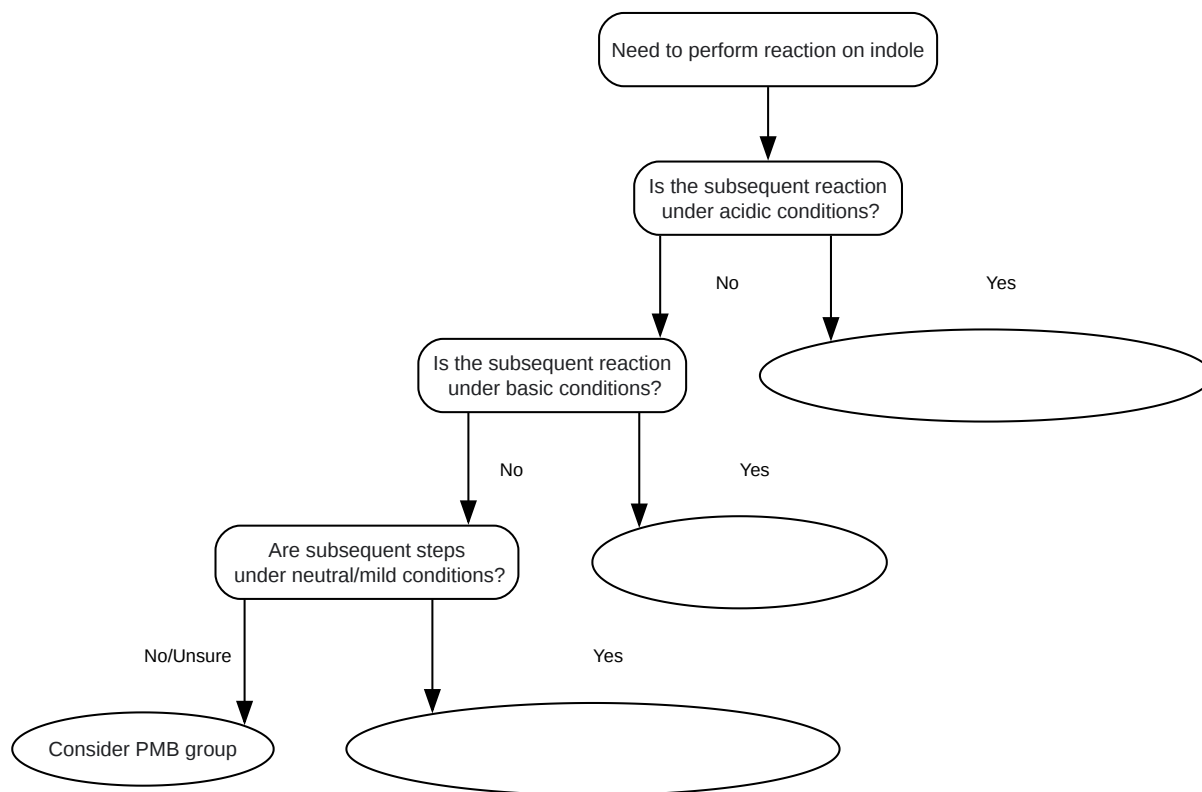 Need to perform reaction on indole
Is the subsequent reaction
under acidic conditions?
No
Yes
Is the subsequent reaction
under basic conditions?
No
Yes
Are subsequent steps
under neutral/mild conditions?
No/Unsure
Yes
Consider PMB group